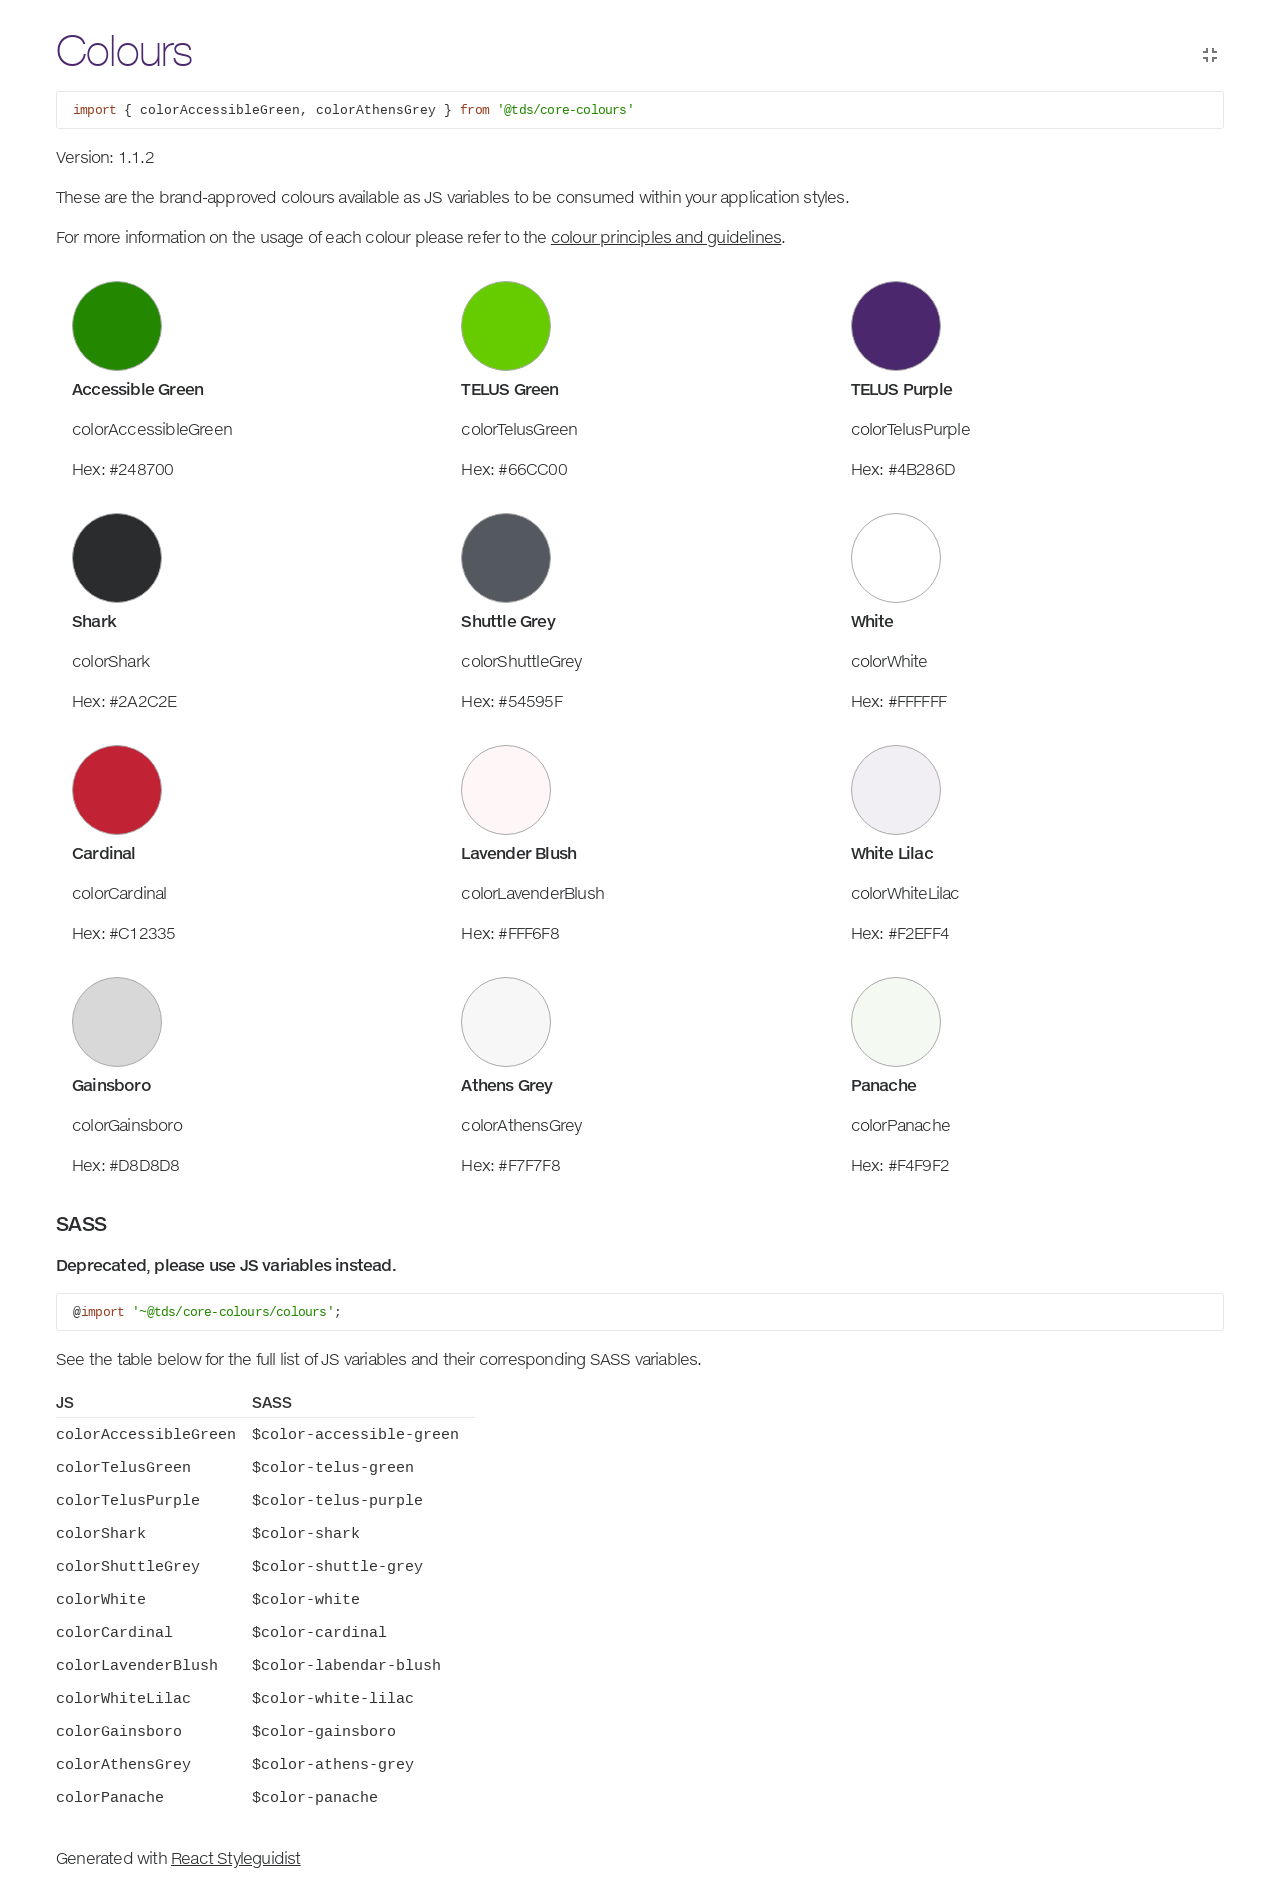 Colours
import { colorAccessibleGreen, colorAthensGrey } from '@tds/core-colours'
Version: 1.1.2
These are the brand-approved colours available as JS variables to be consumed within your application styles.
For more information on the usage of each colour please refer to the colour principles and guidelines.
Accessible Green
colorAccessibleGreen
Hex: #248700
TELUS Green
colorTelusGreen
Hex: #66CC00
TELUS Purple
colorTelusPurple
Hex: #4B286D
Shark
colorShark
Hex: #2A2C2E
Shuttle Grey
colorShuttleGrey
Hex: #54595F
White
colorWhite
Hex: #FFFFFF
Cardinal
colorCardinal
Hex: #C12335
Lavender Blush
colorLavenderBlush
Hex: #FFF6F8
White Lilac
colorWhiteLilac
Hex: #F2EFF4
Gainsboro
colorGainsboro
Hex: #D8D8D8
Athens Grey
colorAthensGrey
Hex: #F7F7F8
Panache
colorPanache
Hex: #F4F9F2
SASS
Deprecated, please use JS variables instead.
@import '~@tds/core-colours/colours';
See the table below for the full list of JS variables and their corresponding SASS variables.
JS SASS
colorAccessibleGreen $color-accessible-green
colorTelusGreen $color-telus-green
colorTelusPurple $color-telus-purple
colorShark $color-shark
colorShuttleGrey $color-shuttle-grey
colorWhite $color-white
colorCardinal $color-cardinal
colorLavenderBlush $color-labendar-blush
colorWhiteLilac $color-white-lilac
colorGainsboro $color-gainsboro
colorAthensGrey $color-athens-grey
colorPanache $color-panache
Generated with React Styleguidist